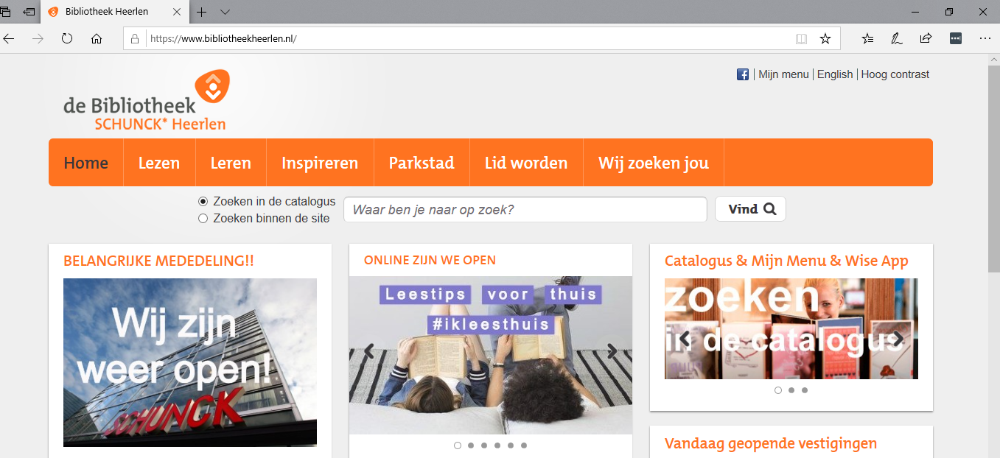 Bibliotheek Heerlen
https://www.bibliotheekheerlen.nl/
Mijn menu | English | Hoog contrast
de Bibliotheek
SCHUNCK* Heerlen
Home Lezen Leren Inspireren Parkstad Lid worden Wij zoeken jou
Zoeken in de catalogus
Zoeken binnen de site
Waar ben je naar op zoek?
Vind
BELANGRIJKE MEDEDELING!!
Wij zijn
weer open!
SCHUNCK
ONLINE ZIJN WE OPEN
Leestips voor thuis
#ikleesthuis
Catalogus & Mijn Menu & Wise App
zoeken
in de catalogus
Vandaag geopende vestigingen